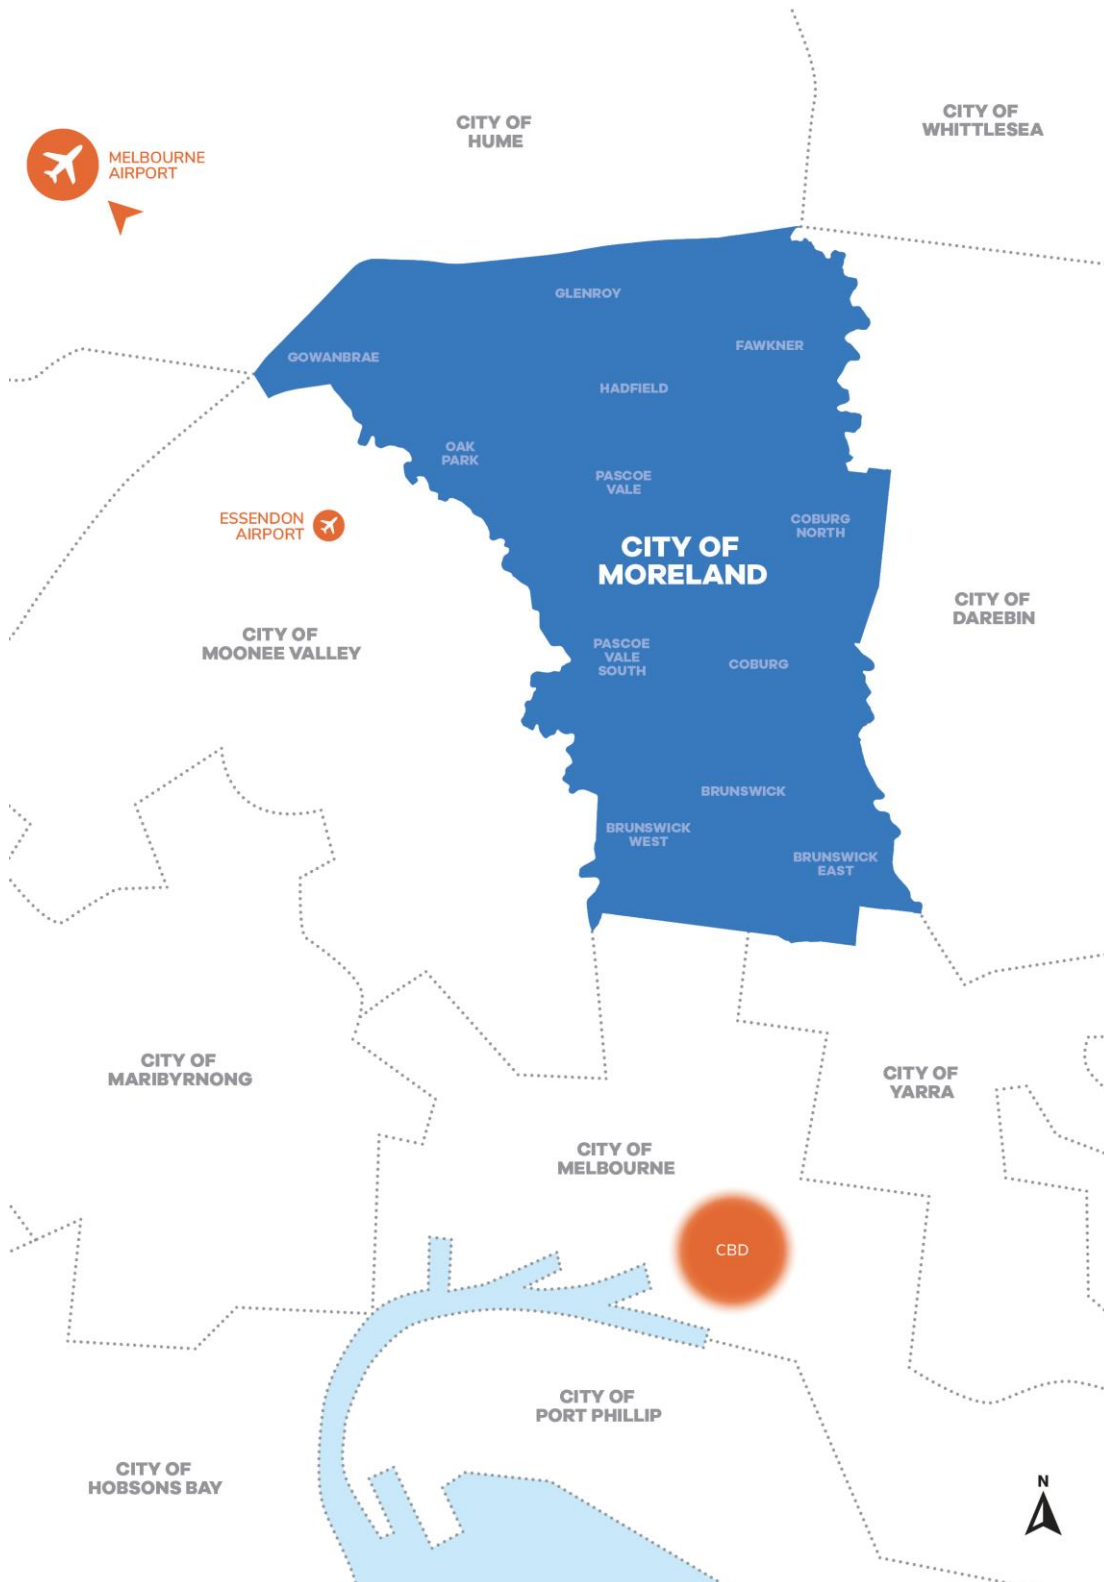 CITY OF
HUME
CITY OF
WHITTLESEA
MELBOURNE
AIRPORT
GLENROY
FAWKNER
GOWANBRAE
HADFIELD
OAK
PARK
PASCOE
VALE
ESSENDON
AIRPORT
COBURG
NORTH
CITY OF
MORELAND
CITY OF
DAREBIN
CITY OF
MOONEE VALLEY
PASCOE
VALE
SOUTH
COBURG
BRUNSWICK
BRUNSWICK
WEST
BRUNSWICK
EAST
CITY OF
MARIBYRNONG
CITY OF
YARRA
CITY OF
MELBOURNE
CBD
CITY OF
PORT PHILLIP
CITY OF
HOBSONS BAY
N